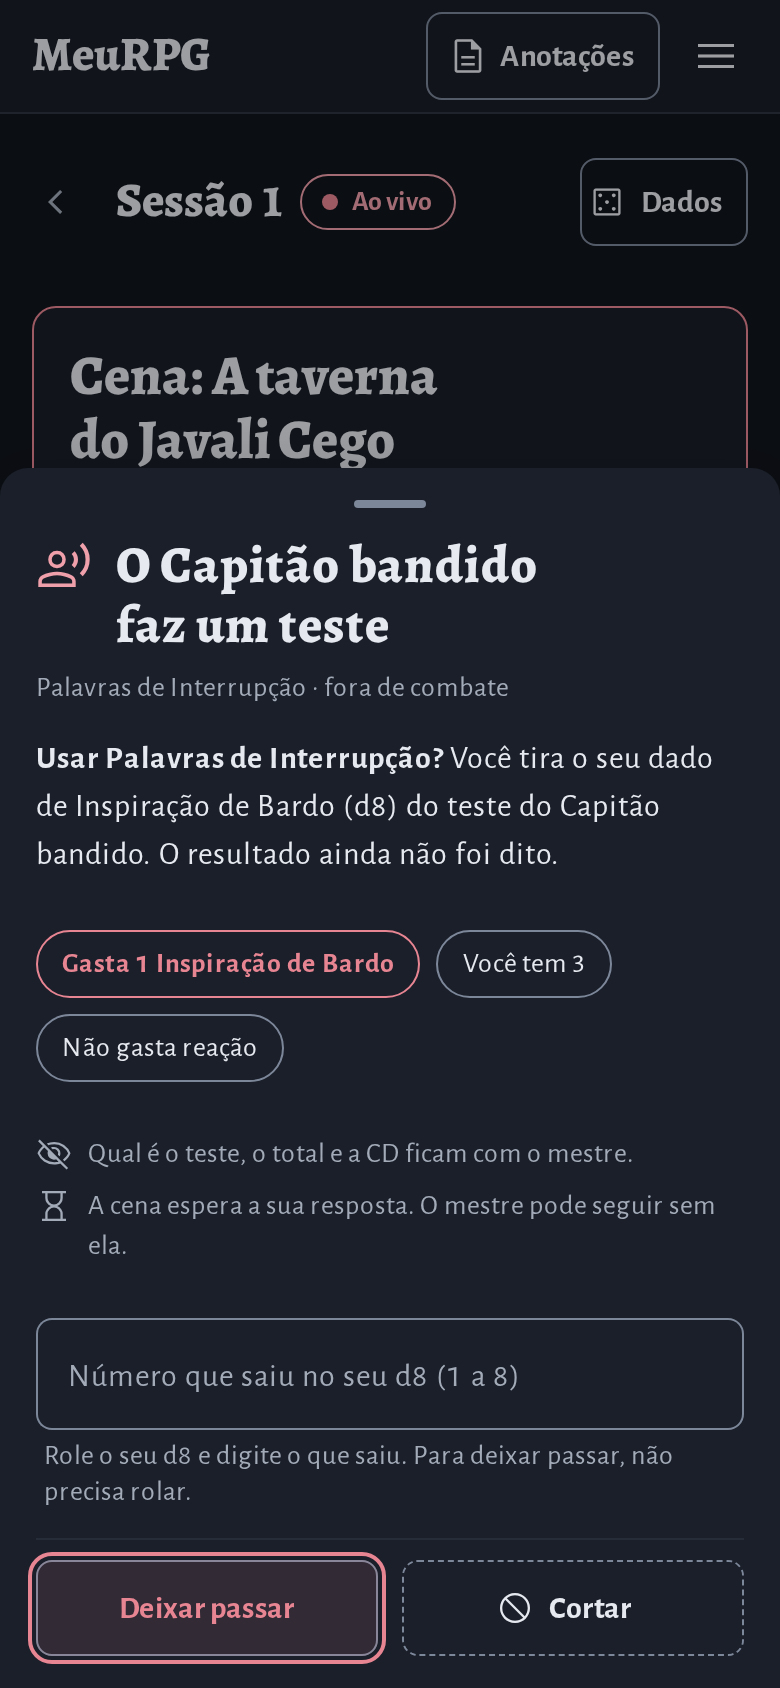 MeuRPG
Anotações
Sessão 1
Ao vivo
Dados
Cena: A taverna
do Javali Cego
O Capitão bandido
faz um teste
Palavras de Interrupção · fora de combate
Usar Palavras de Interrupção? Você tira o seu dado
de Inspiração de Bardo (d8) do teste do Capitão
bandido. O resultado ainda não foi dito.
Gasta 1 Inspiração de Bardo
Você tem 3
Não gasta reação
Qual é o teste, o total e a CD ficam com o mestre.
A cena espera a sua resposta. O mestre pode seguir sem
ela.
Número que saiu no seu d8 (1 a 8)
Role o seu d8 e digite o que saiu. Para deixar passar, não
precisa rolar.
Deixar passar
Cortar